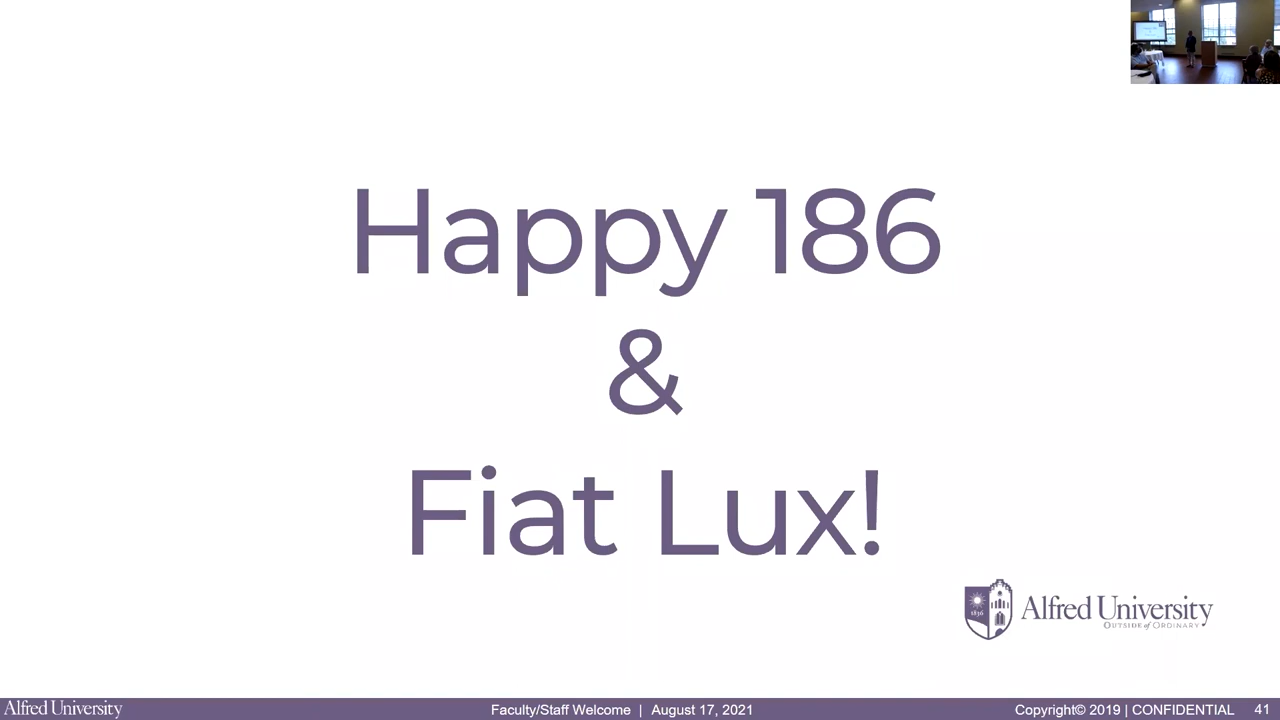 Happy 186
&
Fiat Lux!
1836
Alfred University
OUTSIDE of ORDINARY
Alfred University
Faculty/Staff Welcome | August 17, 2021
Copyright© 2019 | CONFIDENTIAL 41